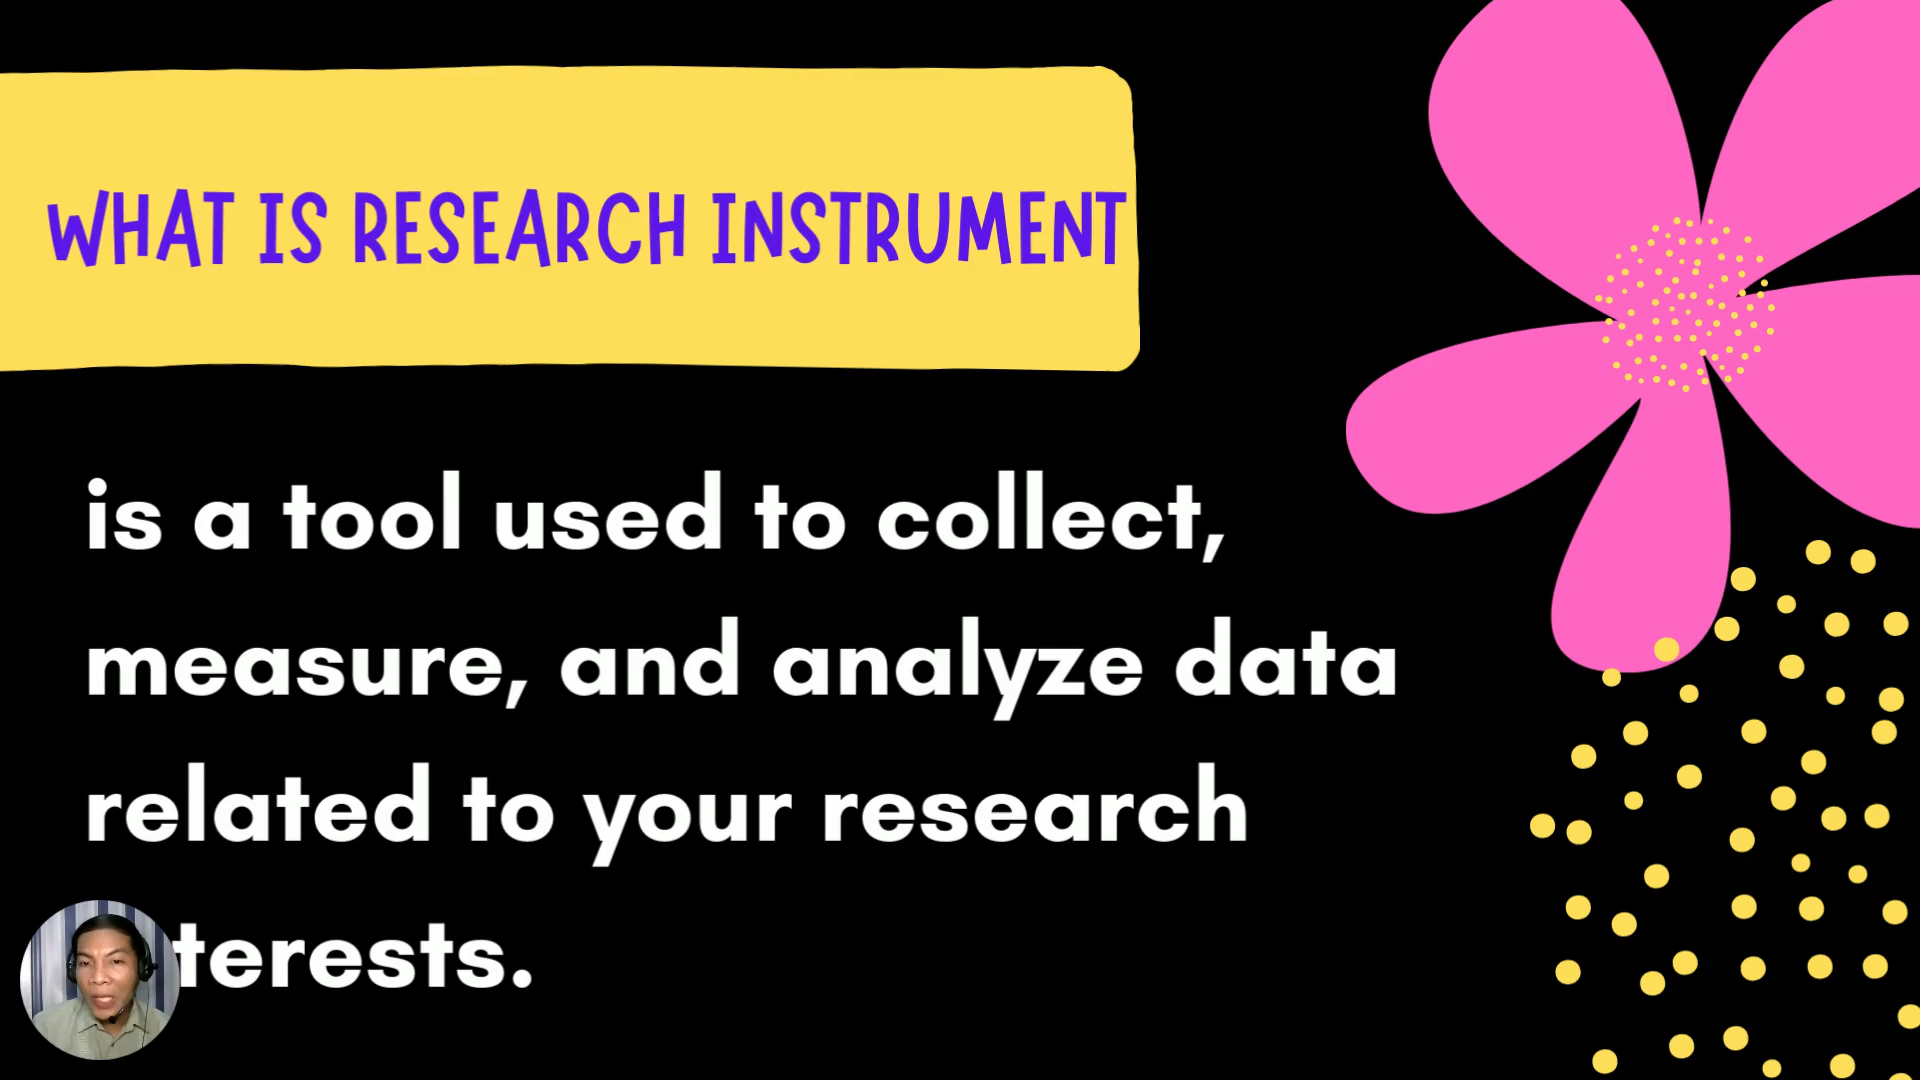 WHAT IS RESEARCH INSTRUMENT
is a tool used to collect,
measure, and analyze data
related to your research
terests.